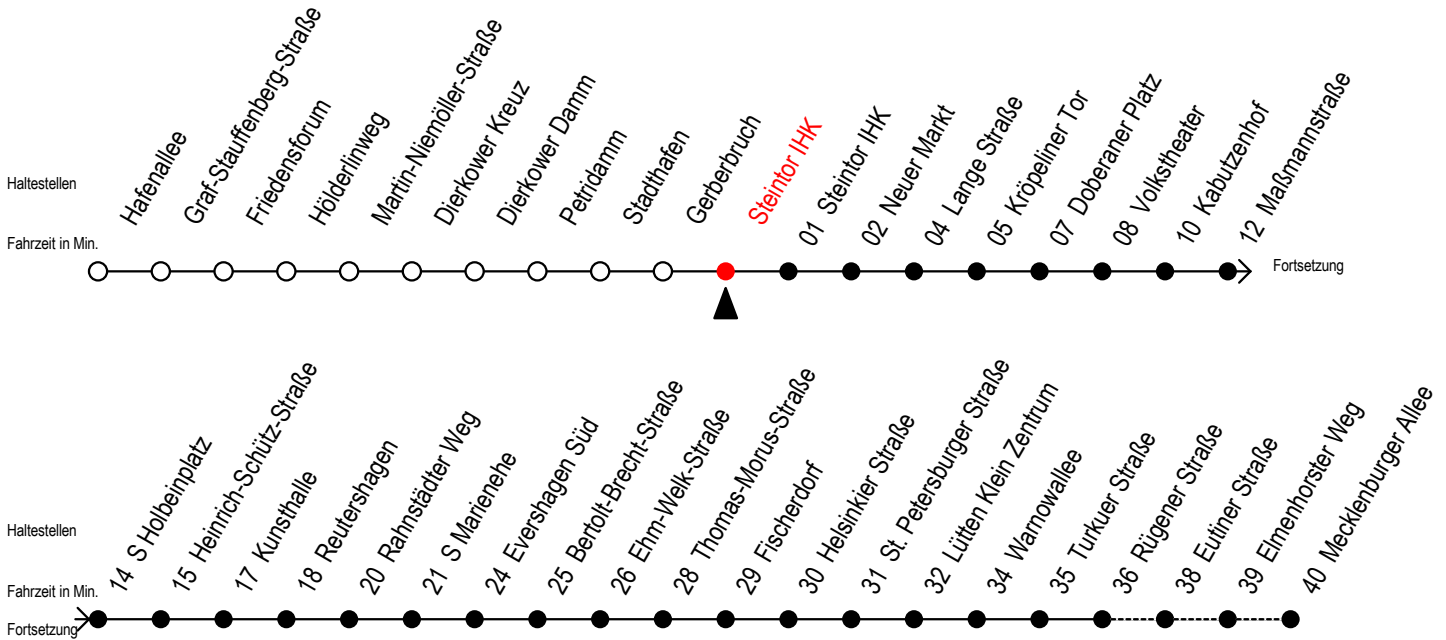 Haltestellen
Hafenallee
Graf-Stauffenberg-Straße
Friedensforum
Hölderlinweg
Martin-Niemöller-Straße
Dierkower Kreuz
Dierkower Damm
Petridamm
Stadthafen
Gerberbruch
Steintor IHK
01 Steintor IHK
02 Neuer Markt
04 Lange Straße
05 Kröpeliner Tor
07 Doberaner Platz
08 Volkstheater
10 Kabutzenhof
12 Maßmannstraße
Fahrzeit in Min.
Fortsetzung
Haltestellen
14 S Holbeinplatz
15 Heinrich-Schütz-Straße
17 Kunsthalle
18 Reutershagen
20 Rahnstädter Weg
21 S Marienehe
24 Evershagen Süd
25 Bertolt-Brecht-Straße
26 Ehm-Welk-Straße
28 Thomas-Morus-Straße
29 Fischerdorf
30 Helsinkier Straße
31 St. Petersburger Straße
32 Lütten Klein Zentrum
34 Warnowallee
35 Turkuer Straße
36 Rügener Straße
38 Eutiner Straße
39 Elmenhorster Weg
40 Mecklenburger Allee
Fahrzeit in Min.
Fortsetzung